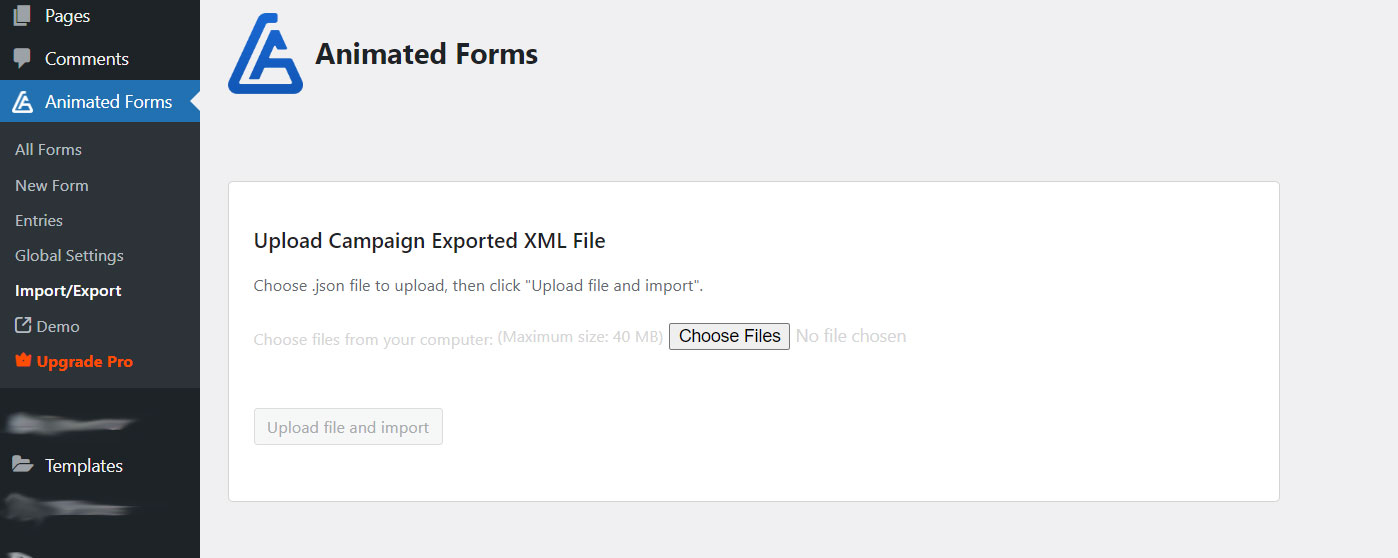 Pages
Comments
Animated Forms
All Forms
New Form
Entries
Global Settings
Import/Export
Demo
Upgrade Pro
Templates
Animated Forms
Upload Campaign Exported XML File
Choose .json file to upload, then click "Upload file and import".
Choose files from your computer: (Maximum size: 40 MB) Choose Files No file chosen
Upload file and import